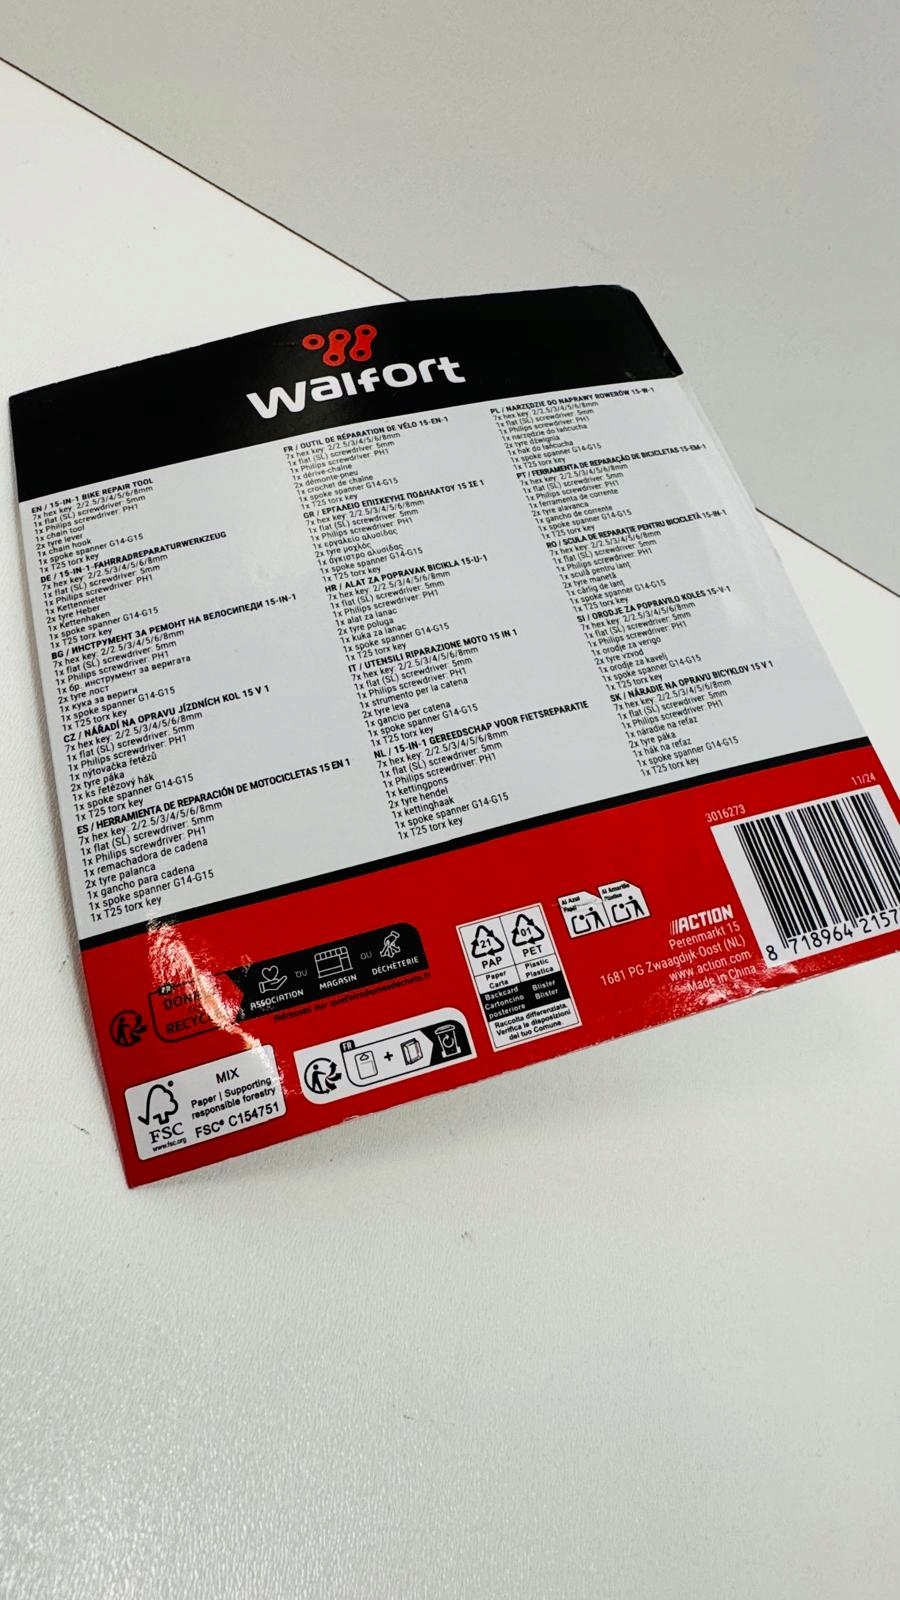 Walfort
EN / 15-IN-1 BIKE REPAIR TOOL
7x hex key: 2/2.5/3/4/5/6/8mm
1x flat (SL) screwdriver: 5mm
1x Philips screwdriver: PH1
1x chain tool
2x tyre lever
1x chain hook
1x spoke spanner G14-G15
1x T25 torx key
DE / 15-IN-1-FAHRRADREPARATURWERKZEUG
7x hex key: 2/2.5/3/4/5/6/8mm
1x flat (SL) screwdriver: 5mm
1x Philips screwdriver: PH1
1x Kettennieter
2x tyre Heber
1x Kettenhaken
1x spoke spanner G14-G15
1x T25 torx key
BG / ИНСТРУМЕНТ ЗА РЕМОНТ НА ВЕЛОСИПЕДИ 15-IN-1
7x hex key: 2/2.5/3/4/5/6/8mm
1x flat (SL) screwdriver: 5mm
1x Philips screwdriver: PH1
1x бр. инструмент за веригата
2x tyre лост
1x кука за вериги
1x spoke spanner G14-G15
1x T25 torx key
CZ / NÁŘADÍ NA OPRAVU JÍZDNÍCH KOL 15 V 1
7x hex key: 2/2.5/3/4/5/6/8mm
1x flat (SL) screwdriver: 5mm
1x Philips screwdriver: PH1
1x nýtovačka řetězů
2x tyre páka
1x ks řetězový hák
1x spoke spanner G14-G15
1x T25 torx key
ES / HERRAMIENTA DE REPARACIÓN DE MOTOCICLETAS 15 EN 1
7x hex key: 2/2.5/3/4/5/6/8mm
1x flat (SL) screwdriver: 5mm
1x Philips screwdriver: PH1
1x remachadora de cadena
2x tyre palanca
1x gancho para cadena
1x spoke spanner G14-G15
1x T25 torx key
FR / OUTIL DE RÉPARATION DE VÉLO 15-EN-1
7x hex key: 2/2.5/3/4/5/6/8mm
1x flat (SL) screwdriver: 5mm
1x Philips screwdriver: PH1
1x dérive-chaîne
2x démonte-pneu
1x crochet de chaîne
1x spoke spanner G14-G15
1x T25 torx key
GR / ΕΡΓΑΛΕΙΟ ΕΠΙΣΚΕΥΗΣ ΠΟΔΗΛΑΤΟΥ 15 ΣΕ 1
7x hex key: 2/2.5/3/4/5/6/8mm
1x flat (SL) screwdriver: 5mm
1x Philips screwdriver: PH1
1x εργαλείο αλυσίδας
2x tyre μοχλός
1x άγκιστρο αλυσίδας
1x spoke spanner G14-G15
1x T25 torx key
HR / ALAT ZA POPRAVAK BICIKLA 15-U-1
7x hex key: 2/2.5/3/4/5/6/8mm
1x flat (SL) screwdriver: 5mm
1x Philips screwdriver: PH1
1x alat za lanac
2x tyre poluga
1x kuka za lanac
1x spoke spanner G14-G15
1x T25 torx key
IT / UTENSILI RIPARAZIONE MOTO 15 IN 1
7x hex key: 2/2.5/3/4/5/6/8mm
1x flat (SL) screwdriver: 5mm
1x Philips screwdriver: PH1
1x strumento per la catena
2x tyre leva
1x gancio per catena
1x spoke spanner G14-G15
1x T25 torx key
NL / 15-IN-1 GEREEDSCHAP VOOR FIETSREPARATIE
7x hex key: 2/2.5/3/4/5/6/8mm
1x flat (SL) screwdriver: 5mm
1x Philips screwdriver: PH1
1x kettingpons
2x tyre hendel
1x kettinghaak
1x spoke spanner G14-G15
1x T25 torx key
PL / NARZĘDZIE DO NAPRAWY ROWERÓW 15-W-1
7x hex key: 2/2.5/3/4/5/6/8mm
1x flat (SL) screwdriver: 5mm
1x Philips screwdriver: PH1
1x narzędzie do łańcucha
2x tyre dźwignia
1x hak do łańcucha
1x spoke spanner G14-G15
1x T25 torx key
PT / FERRAMENTA DE REPARAÇÃO DE BICICLETAS 15-EM-1
7x hex key: 2/2.5/3/4/5/6/8mm
1x flat (SL) screwdriver: 5mm
1x Philips screwdriver: PH1
1x ferramenta de corrente
2x tyre alavanca
1x gancho de corrente
1x spoke spanner G14-G15
1x T25 torx key
RO / SCULA DE REPARAȚIE PENTRU BICICLETĂ 15-IN-1
7x hex key: 2/2.5/3/4/5/6/8mm
1x flat (SL) screwdriver: 5mm
1x Philips screwdriver: PH1
1x sculă pentru lanț
2x tyre manetă
1x cârlig de lanț
1x spoke spanner G14-G15
1x T25 torx key
SI / ORODJE ZA POPRAVILO KOLES 15-V-1
7x hex key: 2/2.5/3/4/5/6/8mm
1x flat (SL) screwdriver: 5mm
1x Philips screwdriver: PH1
1x orodje za verigo
2x tyre vzvod
1x orodje za kavelj
1x spoke spanner G14-G15
1x T25 torx key
SK / NÁRADIE NA OPRAVU BICYKLOV 15 V 1
7x hex key: 2/2.5/3/4/5/6/8mm
1x flat (SL) screwdriver: 5mm
1x Philips screwdriver: PH1
1x náradie na reťaz
2x tyre páka
1x hák na reťaz
1x spoke spanner G14-G15
1x T25 torx key
3016273
11/24
8 718964 2157
ACTION
Perenmarkt 15
1681 PG Zwaagdijk-Oost (NL)
www.action.com
Made in China
Al Azul
Papel
Al Amarillo
Plástico
21
PAP
01
PET
Paper
Carta
Plastic
Plastica
Backcard
Cartoncino
posteriore
Blister
Blister
Raccolta differenziata.
Verifica le disposizioni
del tuo Comune.
ASSOCIATION
OU
MAGASIN
OU
DÉCHÈTERIE
Adresses sur quefairedemesdechets.fr
FR
+
MIX
Paper | Supporting
responsible forestry
FSC® C154751
FSC
www.fsc.org